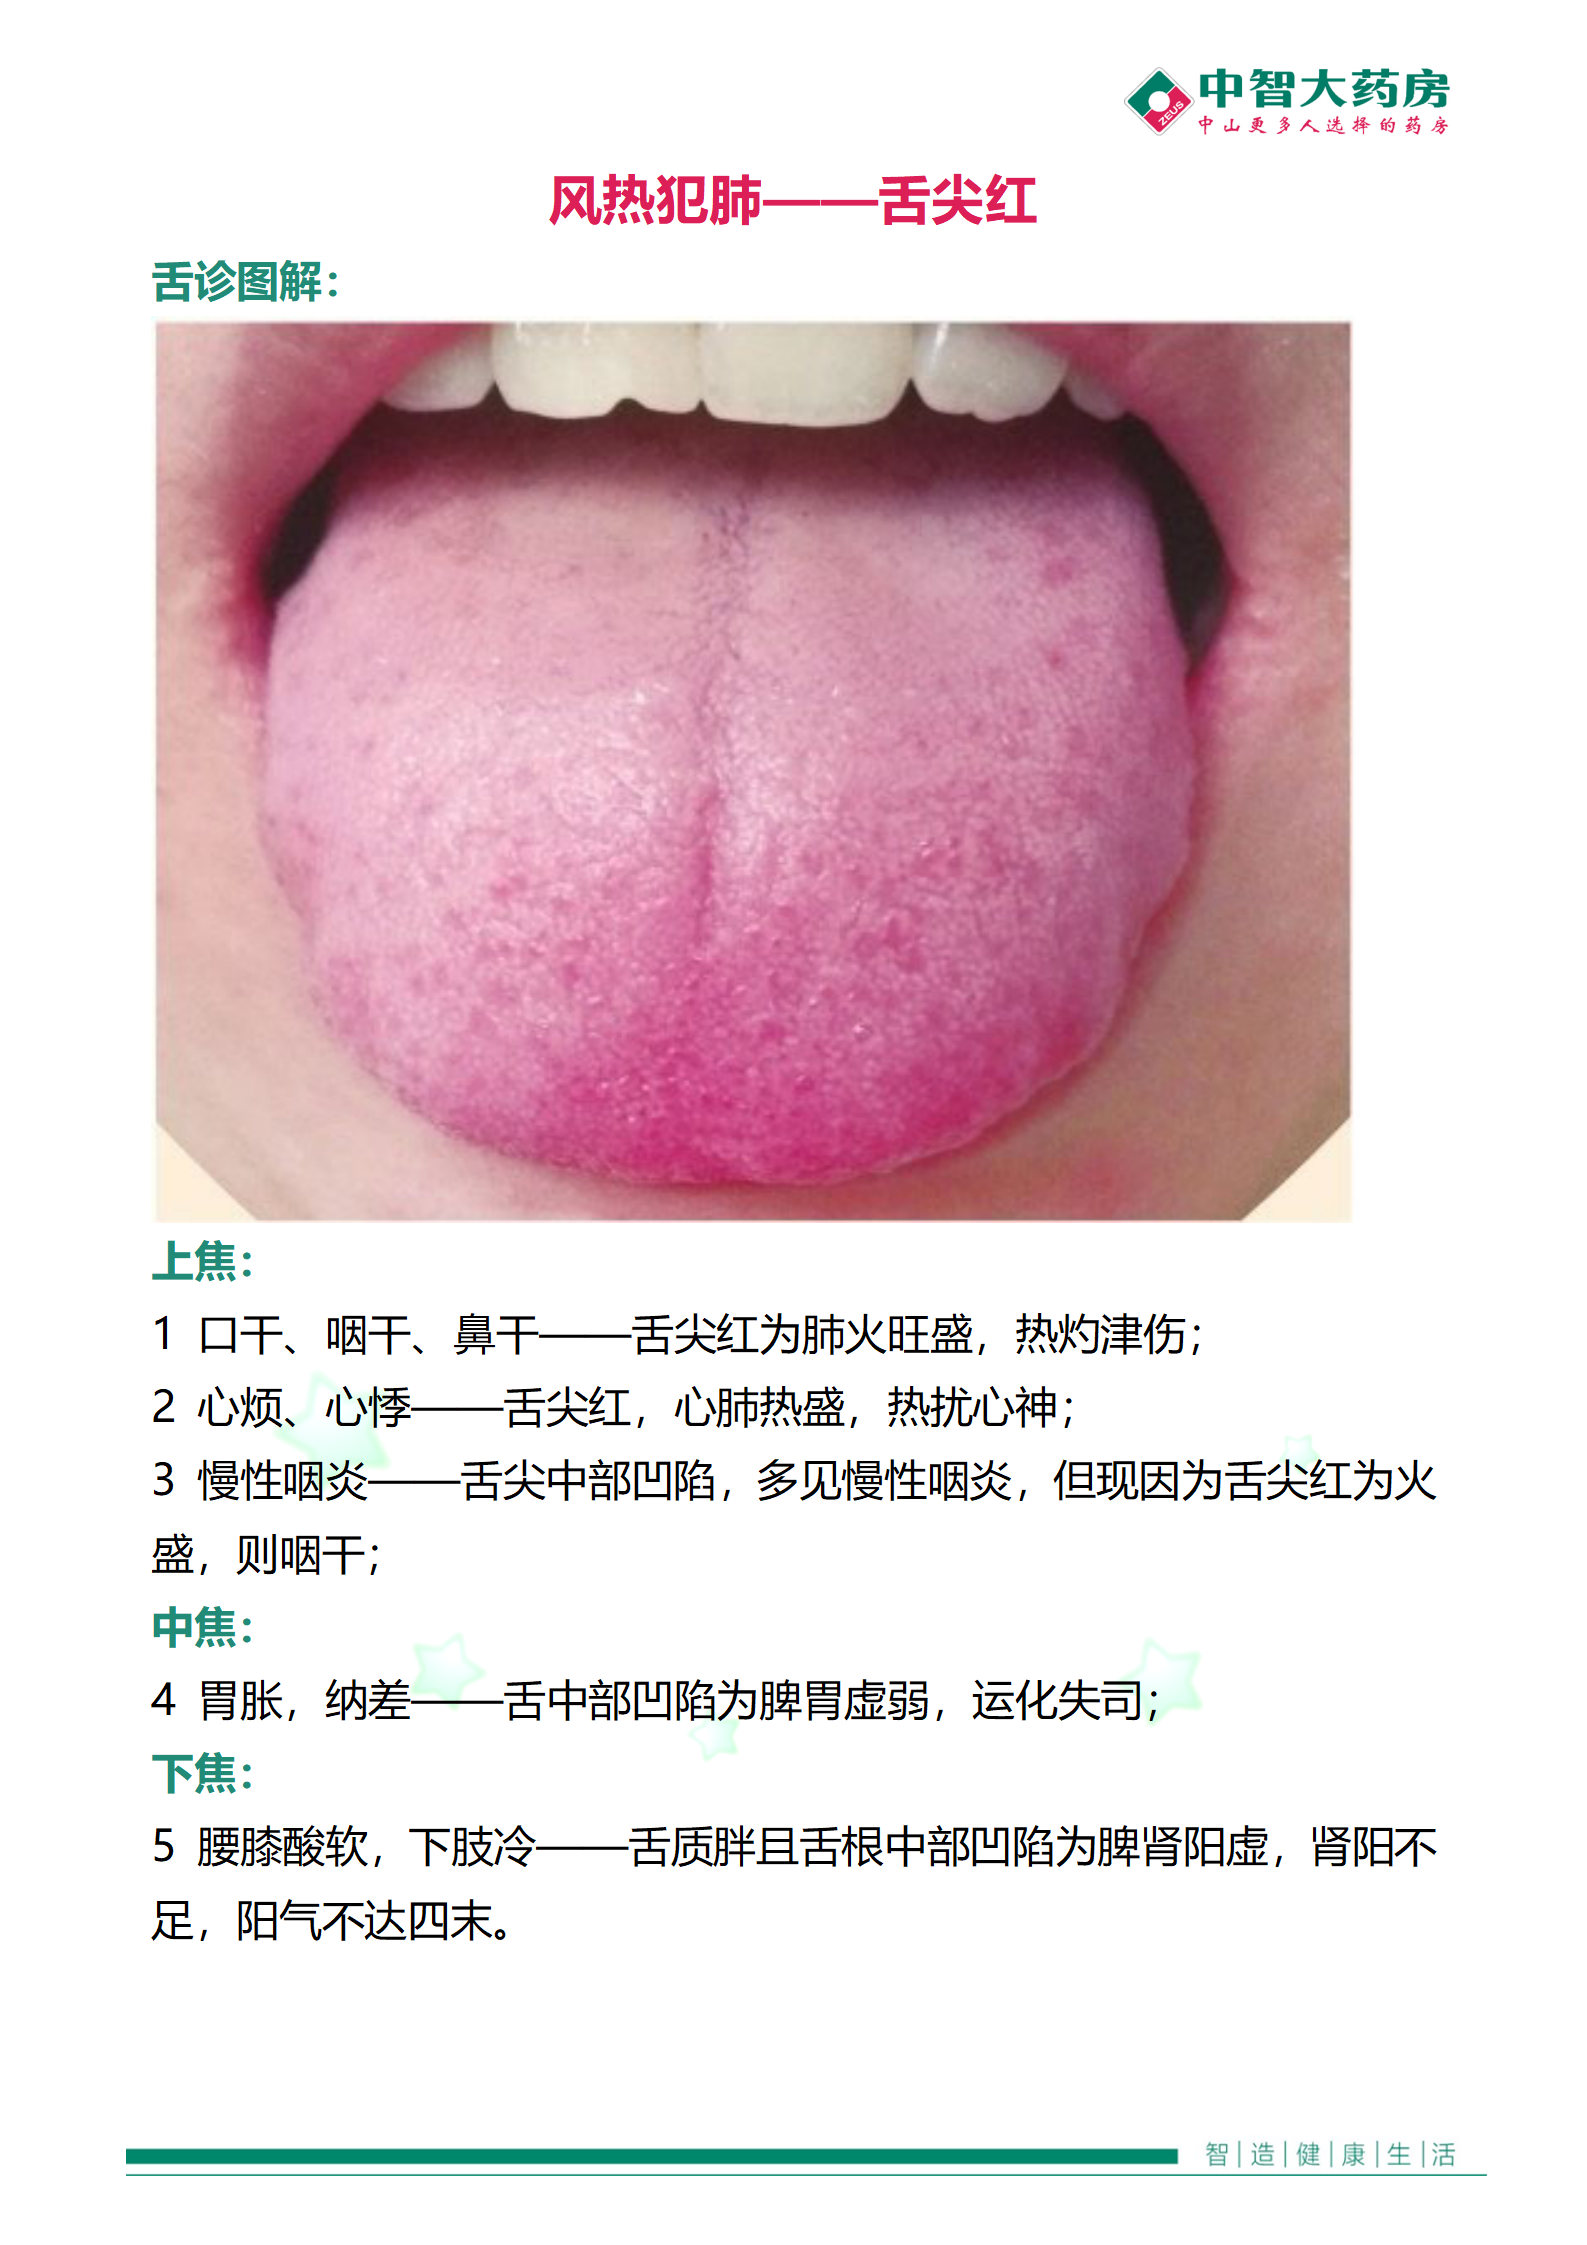 中智大药房
ZEUS
中山更多人选择的药房
风热犯肺——舌尖红
舌诊图解：
上焦：
1 口干、咽干、鼻干——舌尖红为肺火旺盛，热灼津伤；
2 心烦、心悸——舌尖红，心肺热盛，热扰心神；
3 慢性咽炎——舌尖中部凹陷，多见慢性咽炎，但现因为舌尖红为火
盛，则咽干；
中焦：
4 胃胀，纳差——舌中部凹陷为脾胃虚弱，运化失司；
下焦：
5 腰膝酸软，下肢冷——舌质胖且舌根中部凹陷为脾肾阳虚，肾阳不
足，阳气不达四末。
智|造|健|康|生|活